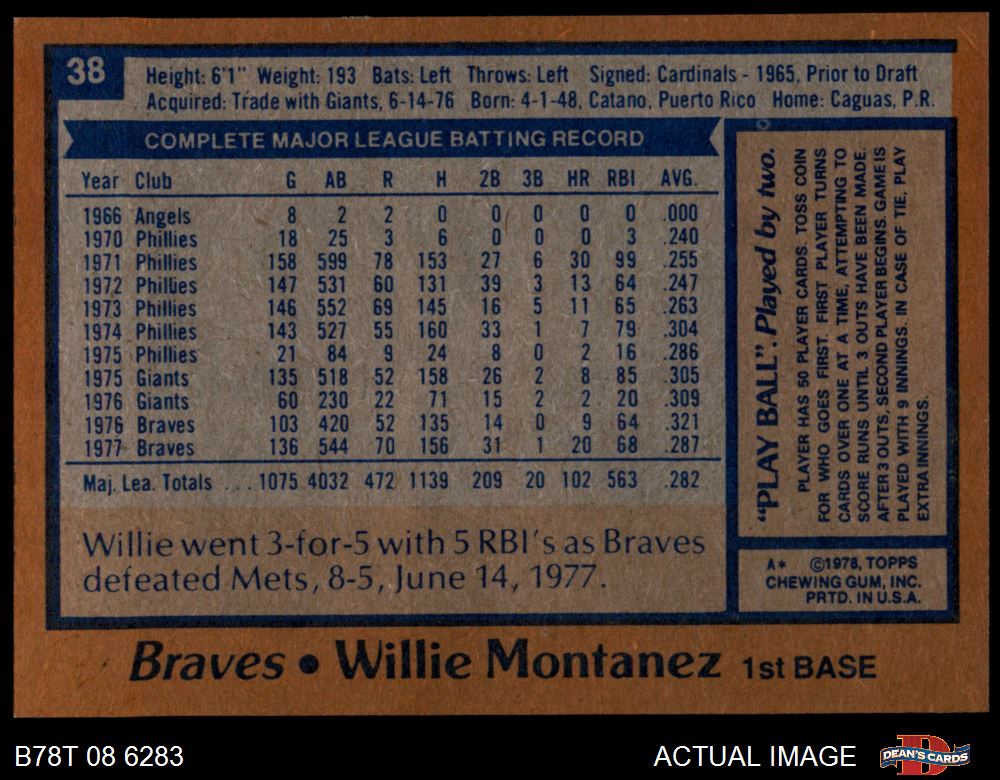 38
Height: 6'1" Weight: 193 Bats: Left Throws: Left Signed: Cardinals - 1965, Prior to Draft
Acquired: Trade with Giants, 6-14-76 Born: 4-1-48, Catano, Puerto Rico Home: Caguas, P.R.
COMPLETE MAJOR LEAGUE BATTING RECORD
Year Club G AB R H 2B 3B HR RBI AVG.
1966 Angels 8 2 2 0 0 0 0 0 .000
1970 Phillies 18 25 3 6 0 0 0 3 .240
1971 Phillies 158 599 78 153 27 6 30 99 .255
1972 Phillies 147 531 60 131 39 3 13 64 .247
1973 Phillies 146 552 69 145 16 5 11 65 .263
1974 Phillies 143 527 55 160 33 1 7 79 .304
1975 Phillies 21 84 9 24 8 0 2 16 .286
1975 Giants 135 518 52 158 26 2 8 85 .305
1976 Giants 60 230 22 71 15 2 2 20 .309
1976 Braves 103 420 52 135 14 0 9 64 .321
1977 Braves 136 544 70 156 31 1 20 68 .287
Maj. Lea. Totals ... 1075 4032 472 1139 209 20 102 563 .282
Willie went 3-for-5 with 5 RBI's as Braves
defeated Mets, 8-5, June 14, 1977.
"PLAY BALL". Played by two.
PLAYER HAS 50 PLAYER CARDS. TOSS COIN
FOR WHO GOES FIRST. FIRST PLAYER TURNS
CARDS OVER ONE AT A TIME, ATTEMPTING TO
SCORE RUNS UNTIL 3 OUTS HAVE BEEN MADE.
AFTER 3 OUTS, SECOND PLAYER BEGINS. GAME IS
PLAYED WITH 9 INNINGS. IN CASE OF TIE, PLAY
EXTRA INNINGS.
A* ©1978, TOPPS
CHEWING GUM, INC.
PRTD. IN U.S.A.
Braves • Willie Montanez 1st BASE
B78T 08 6283
ACTUAL IMAGE
DEAN'S CARDS